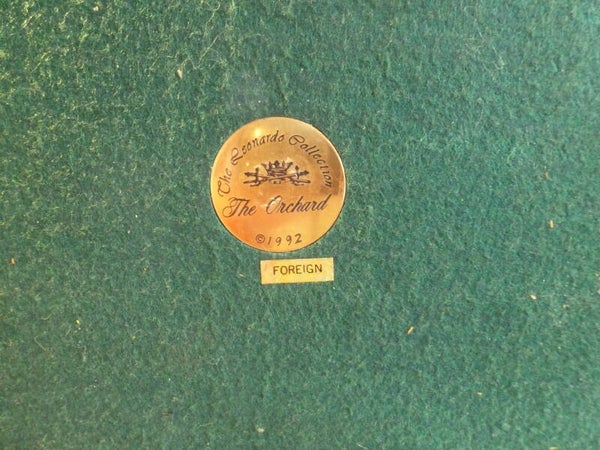 The Leonardo Collection
The Orchard
©1992
FOREIGN